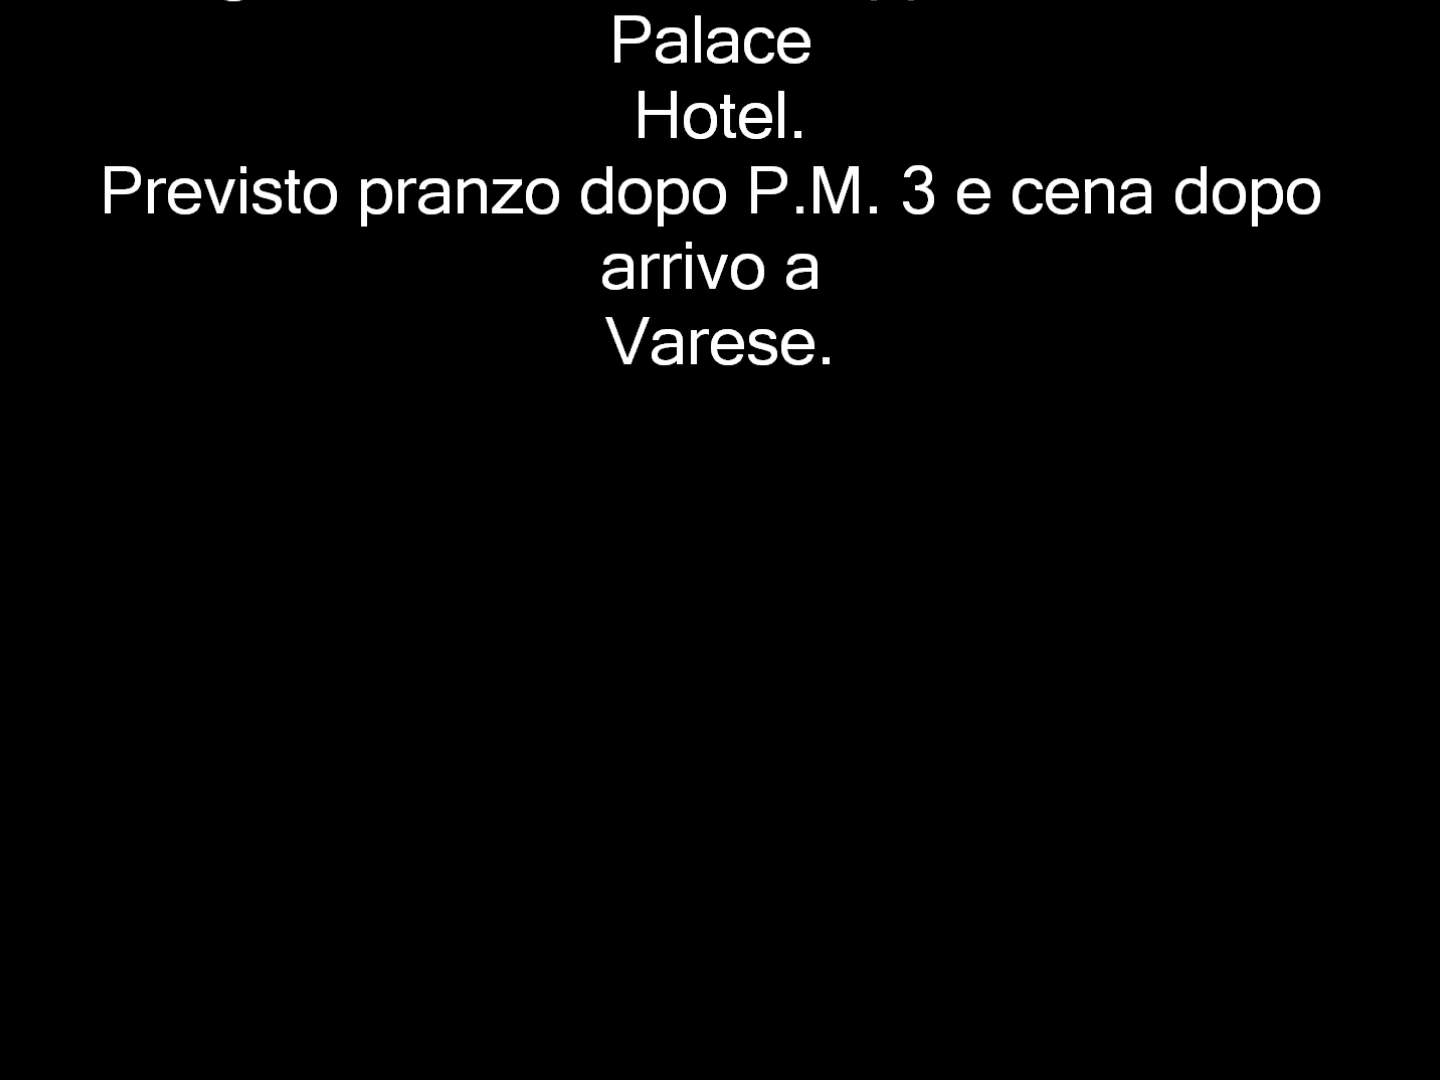 Palace
Hotel.
Previsto pranzo dopo P.M. 3 e cena dopo
arrivo a
Varese.